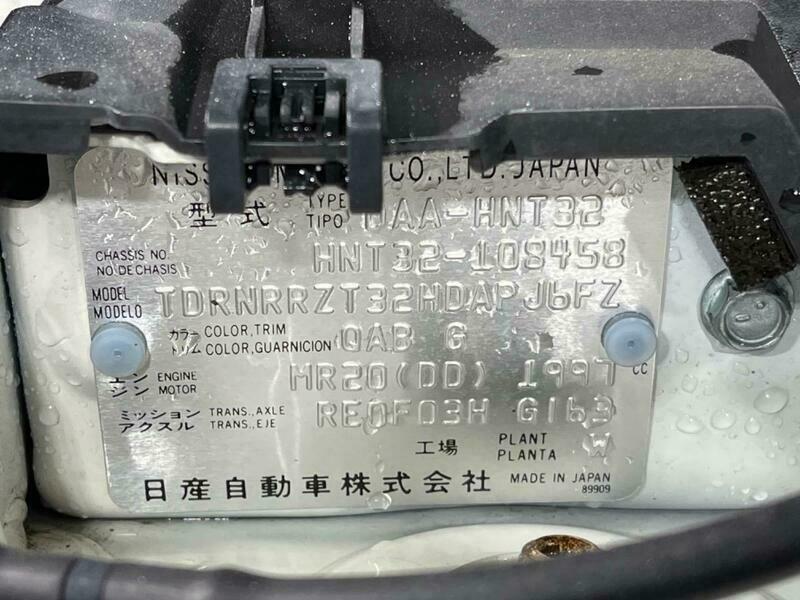 CO.,LTD.JAPAN
型式 TYPE TIPO DAA-HNT32
CHASSIS NO. NO.DE CHASIS HNT32-108458
MODEL MODELO TDRNRRZT32HDAPJ6FZ
カラー COLOR,TRIM QAB G
トリム COLOR,GUARNICION
エンジン ENGINE MOTOR MR20(DD) 1997 CC
ミッション TRANS.,AXLE RE0F03H G163
アクスル TRANS.,EJE
工場 PLANT PLANTA W
日産自動車株式会社 MADE IN JAPAN
89909